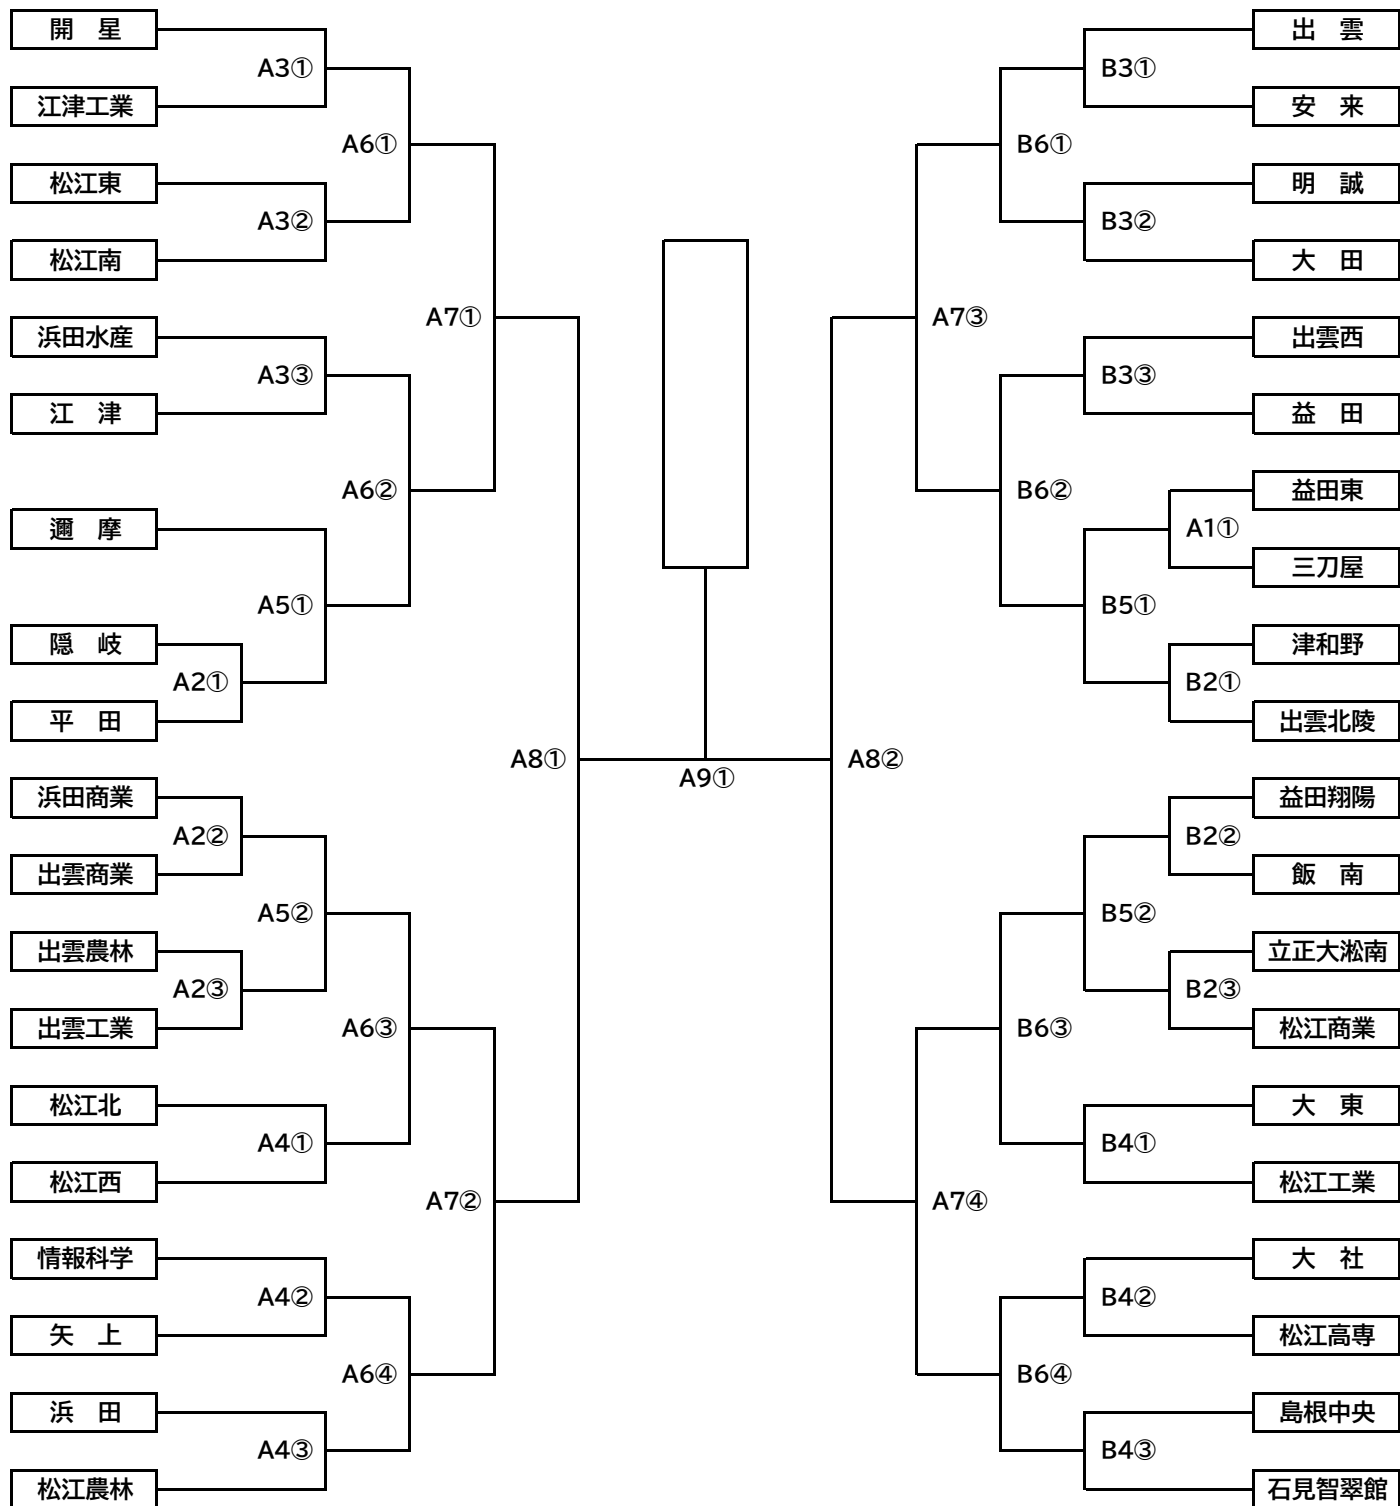 開　星
A3①
江津工業
A6①
松江東
A3②
松江南
A7①
浜田水産
A3③
江　津
A6②
邇　摩
A5①
隠　岐
A2①
平　田
A8①
浜田商業
A2②
出雲商業
A5②
出雲農林
A2③
出雲工業
A6③
松江北
A4①
松江西
A7②
情報科学
A4②
矢　上
A6④
浜　田
A4③
松江農林
A9①
出　雲
B3①
安　来
B6①
明　誠
B3②
大　田
A7③
出雲西
B3③
益　田
B6②
益田東
A1①
三刀屋
B5①
津和野
B2①
出雲北陵
A8②
益田翔陽
B2②
飯　南
B5②
立正大淞南
B2③
松江商業
B6③
大　東
B4①
松江工業
A7④
大　社
B4②
松江高専
B6④
島根中央
B4③
石見智翠館